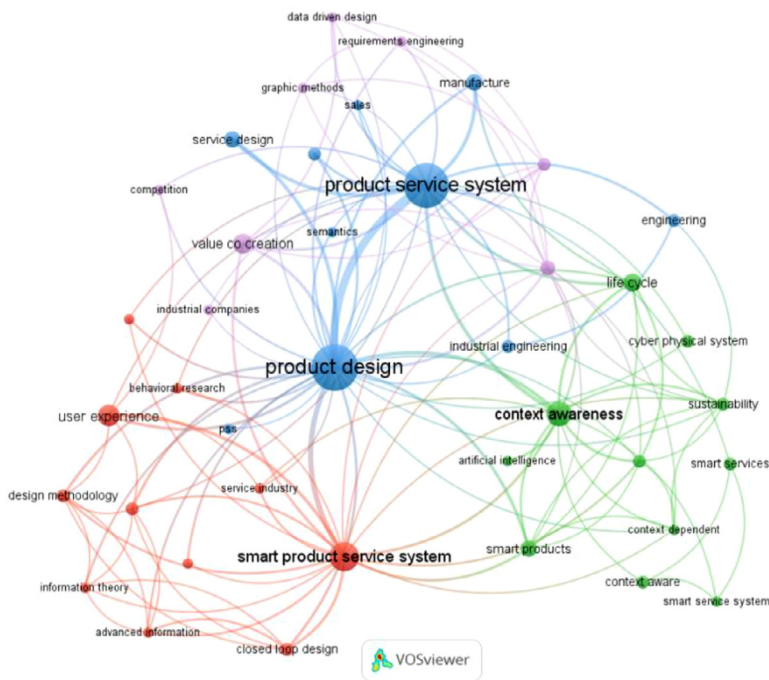 data driven design
requirements engineering
graphic methods
manufacture
sales
service design
product service system
competition
engineering
semantics
value co creation
life cycle
industrial companies
cyber physical system
industrial engineering
product design
behavioral research
sustainability
user experience
context awareness
pss
artificial intelligence
smart services
service industry
design methodology
context dependent
smart products
smart product service system
context aware
information theory
smart service system
advanced information
closed loop design
VOSviewer